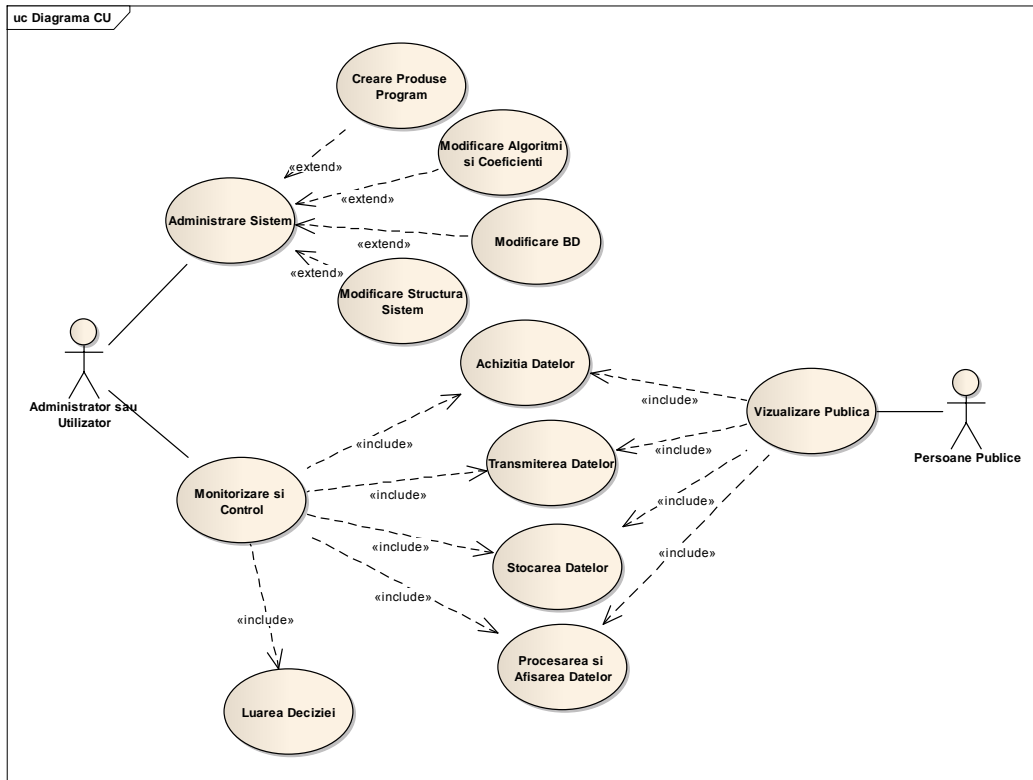 uc Diagrama CU
Creare Produse
Program
Modificare Algoritmi
si Coeficienti
«extend»
«extend»
Administrare Sistem
Modificare BD
«extend»
«extend»
Modificare Structura
Sistem
Administrator sau
Utilizator
Achizitia Datelor
«include»
Vizualizare Publica
Persoane Publice
«include»
«include»
Transmiterea Datelor
Monitorizare si
Control
«include»
«include»
«include»
«include»
Stocarea Datelor
«include»
«include»
Procesarea si
Afisarea Datelor
Luarea Deciziei